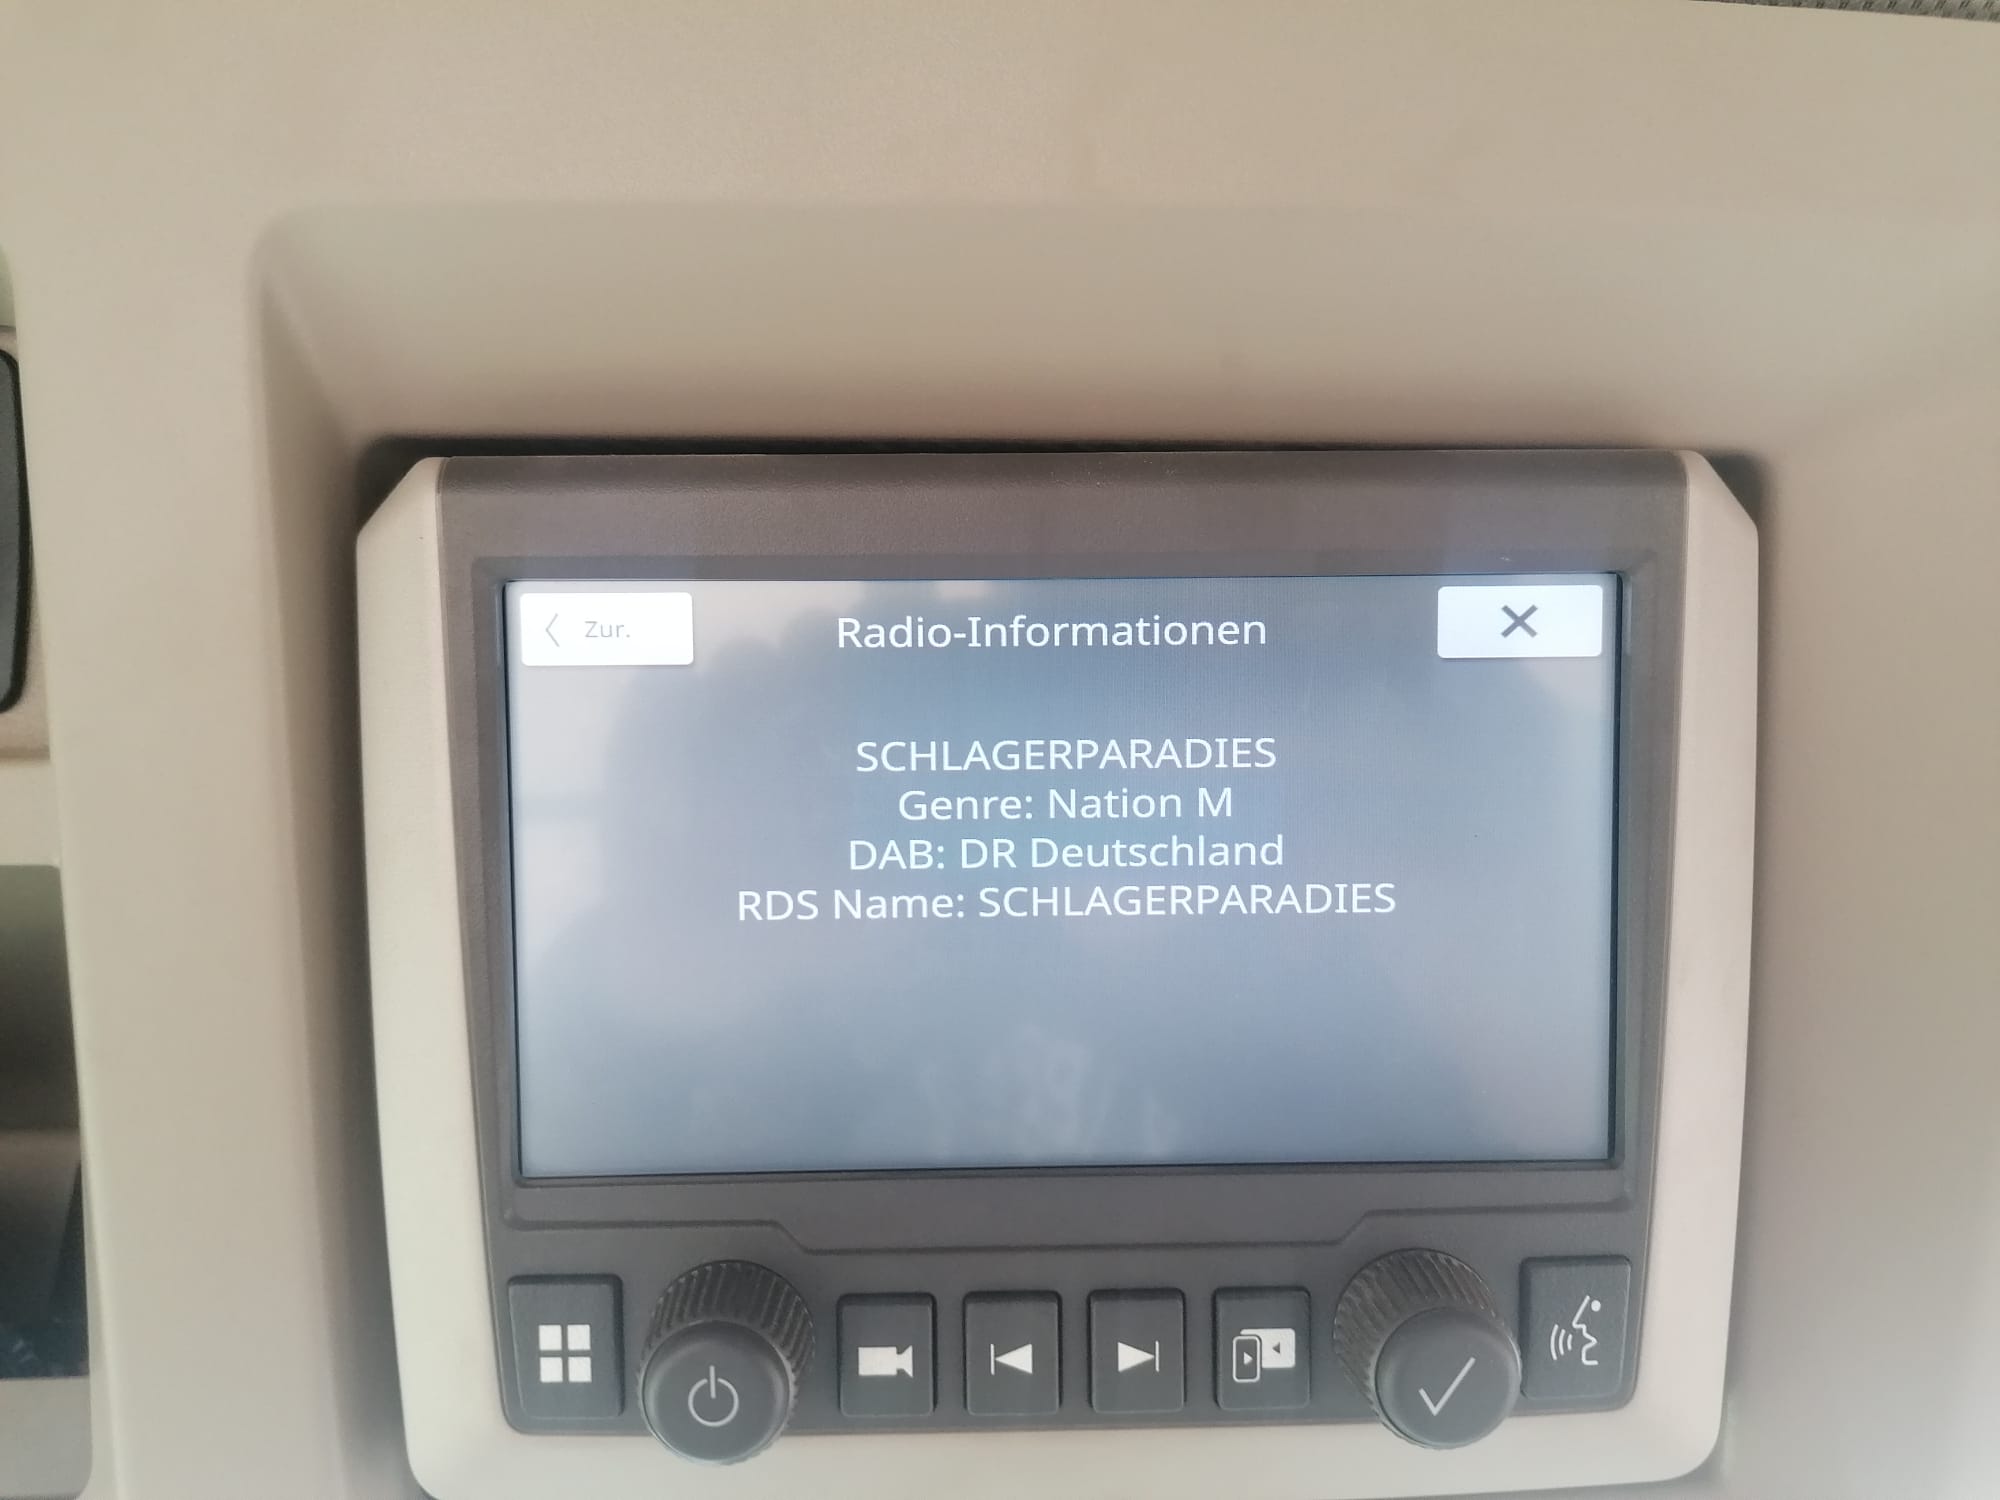 Zur.
Radio-Informationen
SCHLAGERPARADIES
Genre: Nation M
DAB: DR Deutschland
RDS Name: SCHLAGERPARADIES